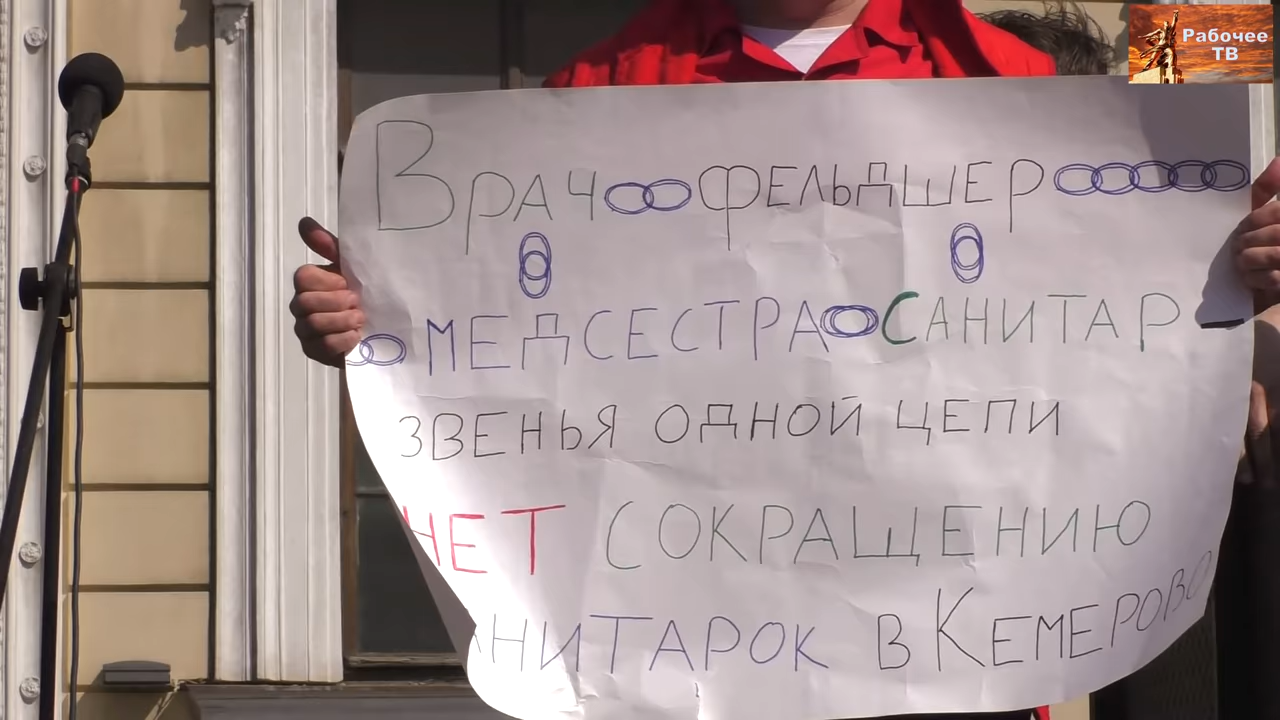 Рабочее
ТВ
Врач фельдшер
медсестра санитар
звенья одной цепи
НЕТ сокращению
анитарок в Кемерово